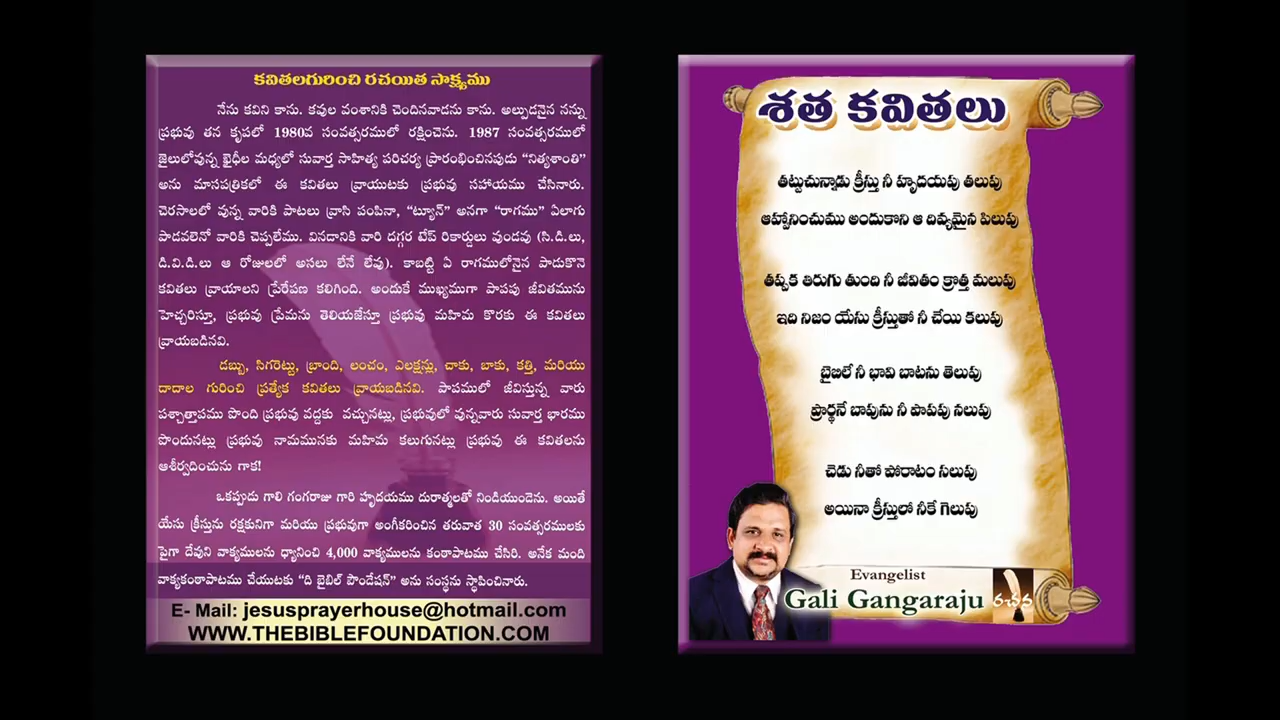 కవితలగురించి రచయిత సాక్ష్యము
నేను కవిని కాను. కవుల వంశానికి చెందినవాడను కాను. అల్పుడనైన నన్ను
ప్రభువు తన కృపలో 1980వ సంవత్సరములో రక్షించెను. 1987 సంవత్సరములో
జైలులోవున్న ఖైదీల మధ్యలో సువార్త సాహిత్య పరిచర్య ప్రారంభించినపుడు “నిత్యశాంతి”
అను మాసపత్రికలో ఈ కవితలు వ్రాయుటకు ప్రభువు సహాయము చేసినారు.
చెరసాలలో వున్న వారికి పాటలు వ్రాసి పంపినా, “ట్యూన్” అనగా “రాగము” ఏలాగు
పాడవలెనో వారికి చెప్పలేము. వినడానికి వారి దగ్గర టేప్ రికార్డులు వుండవు (సి.డి.లు,
డి.వి.డి.లు ఆ రోజులలో అసలు లేనే లేవు). కాబట్టి ఏ రాగములోనైన పాడుకొనె
కవితలు వ్రాయాలని ప్రేరేపణ కలిగింది. అందుకే ముఖ్యముగా పాపపు జీవితమును
హెచ్చరిస్తూ, ప్రభువు ప్రేమను తెలియజేస్తూ ప్రభువు మహిమ కొరకు ఈ కవితలు
వ్రాయబడినవి.
డబ్బు, సిగరెట్టు, బ్రాంది, లంచం, ఎలక్షన్లు, చాకు, బాకు, కత్తి, మరియు
దాదాల గురించి ప్రత్యేక కవితలు వ్రాయబడినవి. పాపములో జీవిస్తున్న వారు
పశ్చాత్తాపము పొంది ప్రభువు వద్దకు వచ్చునట్లు, ప్రభువులో వున్నవారు సువార్త భారము
పొందునట్లు ప్రభువు నామమునకు మహిమ కలుగునట్లు ప్రభువు ఈ కవితలను
ఆశీర్వదించును గాక!
ఒకప్పుడు గాలి గంగరాజు గారి హృదయము దురాత్మలతో నిండియుండెను. అయితే
యేసు క్రీస్తును రక్షకునిగా మరియు ప్రభువుగా అంగీకరించిన తరువాత 30 సంవత్సరములకు
పైగా దేవుని వాక్యములను ధ్యానించి 4,000 వాక్యములను కంఠాపాటము చేసిరి. అనేక మంది
వాక్యకంఠాపాటము చేయుటకు “ది బైబిల్ ఫౌండేషన్” అను సంస్థను స్థాపించినారు.
E- Mail: jesusprayerhouse@hotmail.com
WWW.THEBIBLEFOUNDATION.COM
శత కవితలు
తట్టుచున్నాడు క్రీస్తు నీ హృదయపు తలుపు
ఆహ్వానించుము అందుకొని ఆ దివ్యమైన పిలుపు
తప్పక తిరుగు తుంది నీ జీవితం క్రొత్త మలుపు
ఇది నిజం యేసు క్రీస్తుతో నీ చేయి కలుపు
బైబిలే నీ భావి బాటను తెలుపు
ప్రార్థనే బాపును నీ పాపపు నలుపు
చెడు నీతో పోరాటం సలుపు
అయినా క్రీస్తులో నీకే గెలుపు
Evangelist
Gali Gangaraju
రచన